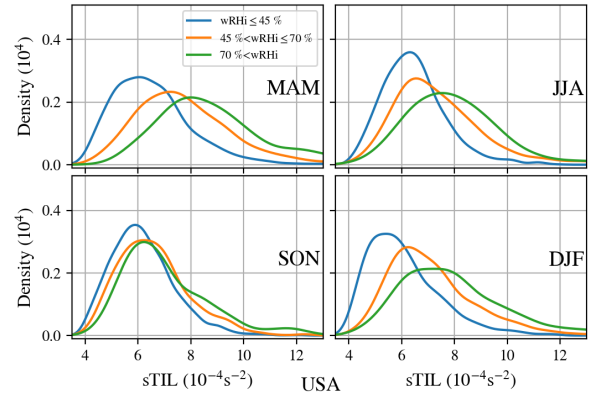 wRHi ≤ 45 %
45 %<wRHi ≤ 70 %
70 %<wRHi
Density (10⁴)
0.4
0.2
0.0
MAM
JJA
Density (10⁴)
0.4
0.2
0.0
SON
DJF
4 6 8 10 12
4 6 8 10 12
sTIL (10⁻⁴s⁻²)
sTIL (10⁻⁴s⁻²)
USA